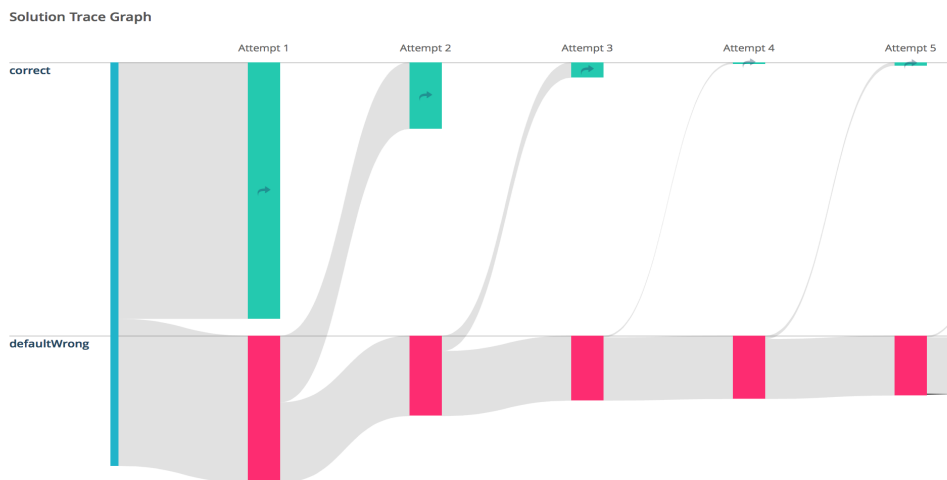 Solution Trace Graph
Attempt 1 Attempt 2 Attempt 3 Attempt 4 Attempt 5
correct
defaultWrong